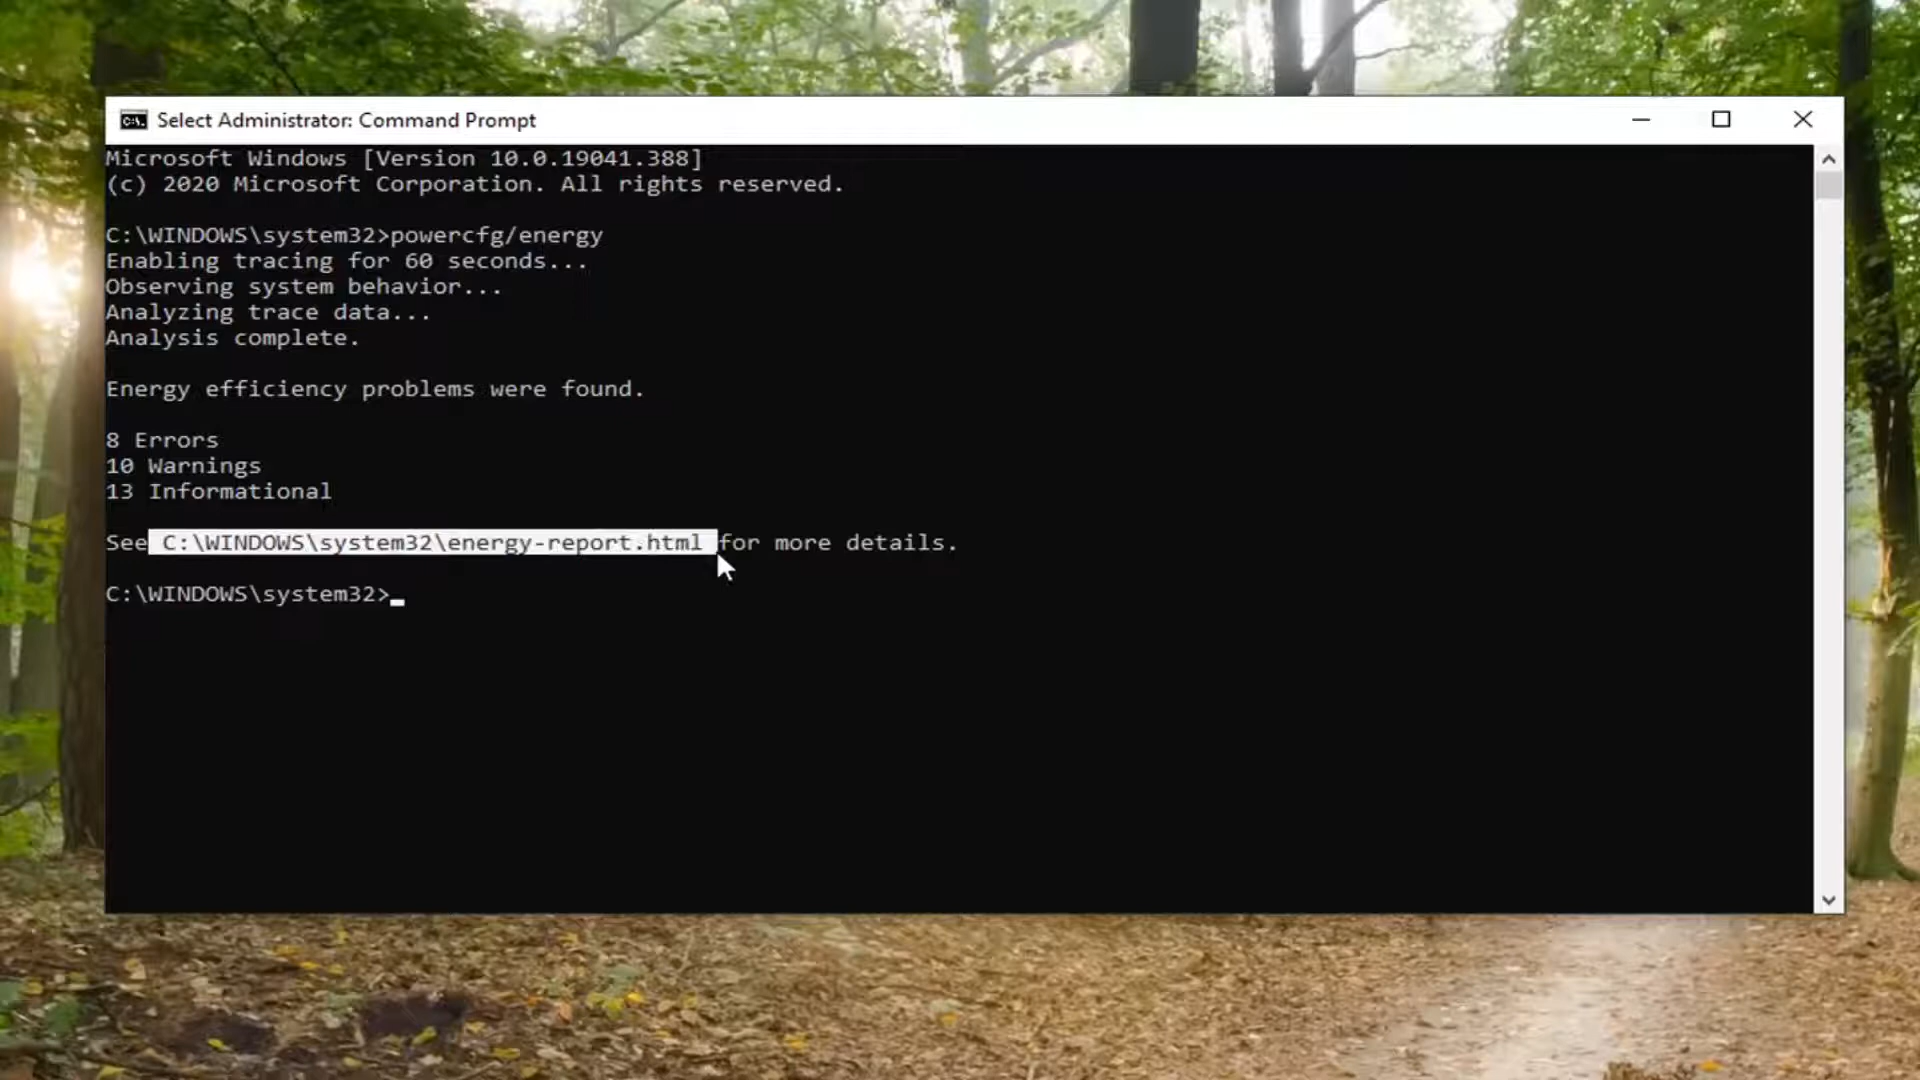 Select Administrator: Command Prompt
Microsoft Windows [Version 10.0.19041.388]
(c) 2020 Microsoft Corporation. All rights reserved.
C:\WINDOWS\system32>powercfg/energy
Enabling tracing for 60 seconds...
Observing system behavior...
Analyzing trace data...
Analysis complete.
Energy efficiency problems were found.
8 Errors
10 Warnings
13 Informational
See C:\WINDOWS\system32\energy-report.html for more details.
C:\WINDOWS\system32>